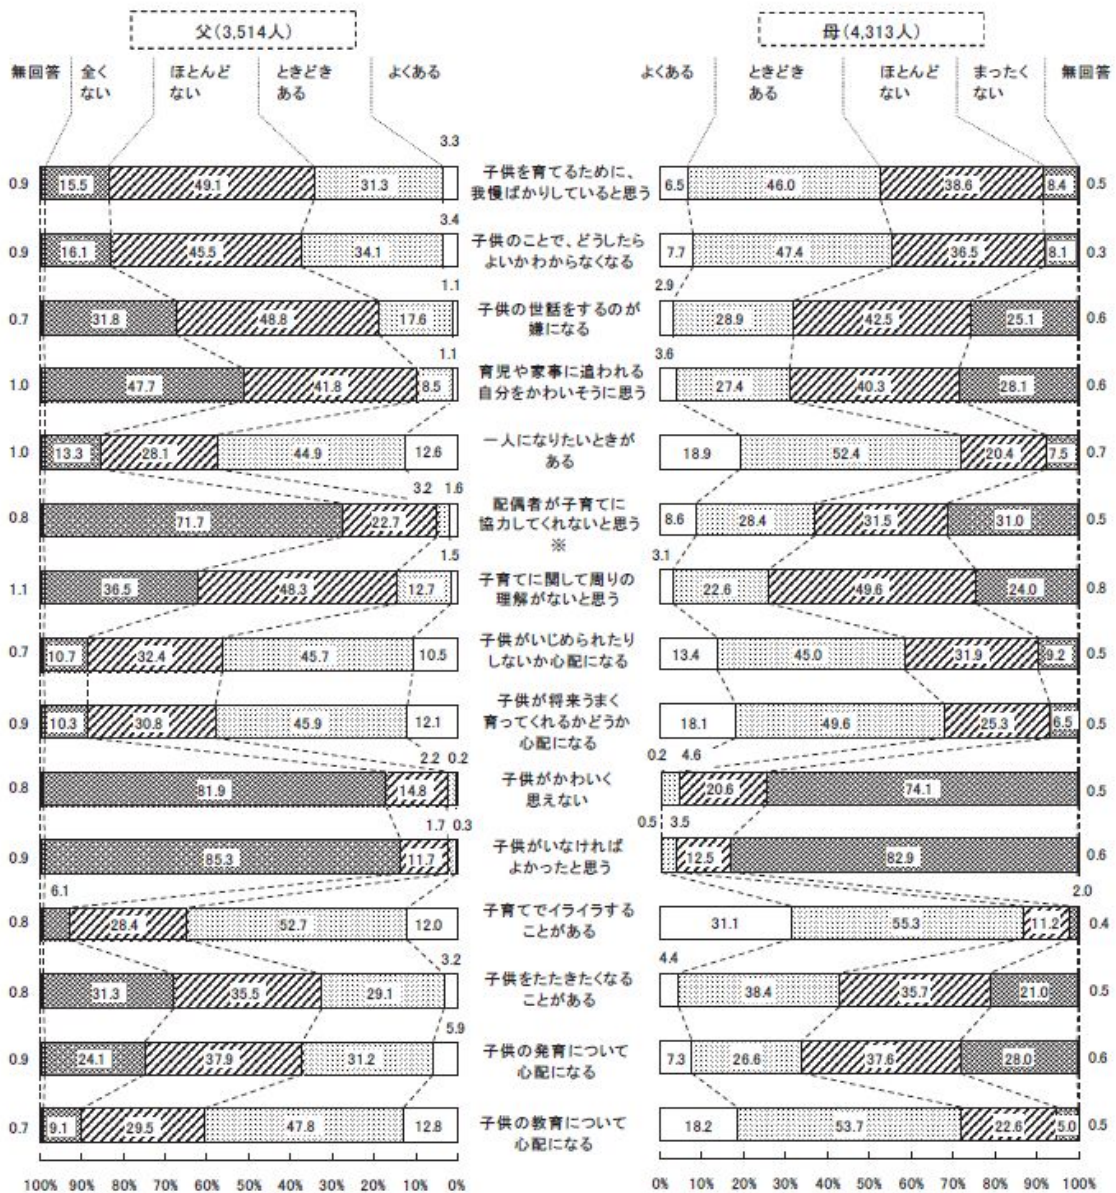 父(3,514人)
母(4,313人)
無回答 全く ほとんど ときどき よくある
ない ない ある
よくある ときどき ほとんど まったく 無回答
ある ない ない
3.3
0.9 15.5 49.1 31.3 子供を育てるために、 6.5 46.0 38.6 8.4 0.5
我慢ばかりしていると思う
3.4
0.9 16.1 45.5 34.1 子供のことで、どうしたら 7.7 47.4 36.5 8.1 0.3
よいかわからなくなる
1.1 2.9
0.7 31.8 48.8 17.6 子供の世話をするのが 28.9 42.5 25.1 0.6
嫌になる
1.1 3.6
1.0 47.7 41.8 8.5 育児や家事に追われる 27.4 40.3 28.1 0.6
自分をかわいそうに思う
1.0 13.3 28.1 44.9 12.6 一人になりたいときが 18.9 52.4 20.4 7.5 0.7
ある
3.2 1.6
0.8 71.7 22.7 配偶者が子育てに 8.6 28.4 31.5 31.0 0.5
協力してくれないと思う
※
1.5 3.1
1.1 36.5 48.3 12.7 子育てに関して周りの 22.6 49.6 24.0 0.8
理解がないと思う
0.7 10.7 32.4 45.7 10.5 子供がいじめられたり 13.4 45.0 31.9 9.2 0.5
しないか心配になる
0.9 10.3 30.8 45.9 12.1 子供が将来うまく 18.1 49.6 25.3 6.5 0.5
育ってくれるかどうか
心配になる
2.2 0.2 0.2 4.6
0.8 81.9 14.8 子供がかわいく 20.6 74.1 0.5
思えない
1.7 0.3 0.5 3.5
0.9 85.3 11.7 子供がいなければ 12.5 82.9 0.6
よかったと思う
6.1 2.0
0.8 28.4 52.7 12.0 子育てでイライラする 31.1 55.3 11.2 0.4
ことがある
3.2 4.4
0.8 31.3 35.5 29.1 子供をたたきたくなる 38.4 35.7 21.0 0.5
ことがある
5.9
0.9 24.1 37.9 31.2 子供の発育について 7.3 26.6 37.6 28.0 0.6
心配になる
0.7 9.1 29.5 47.8 12.8 子供の教育について 18.2 53.7 22.6 5.0 0.5
心配になる
100% 90% 80% 70% 60% 50% 40% 30% 20% 10% 0%
0% 10% 20% 30% 40% 50% 60% 70% 80% 90% 100%